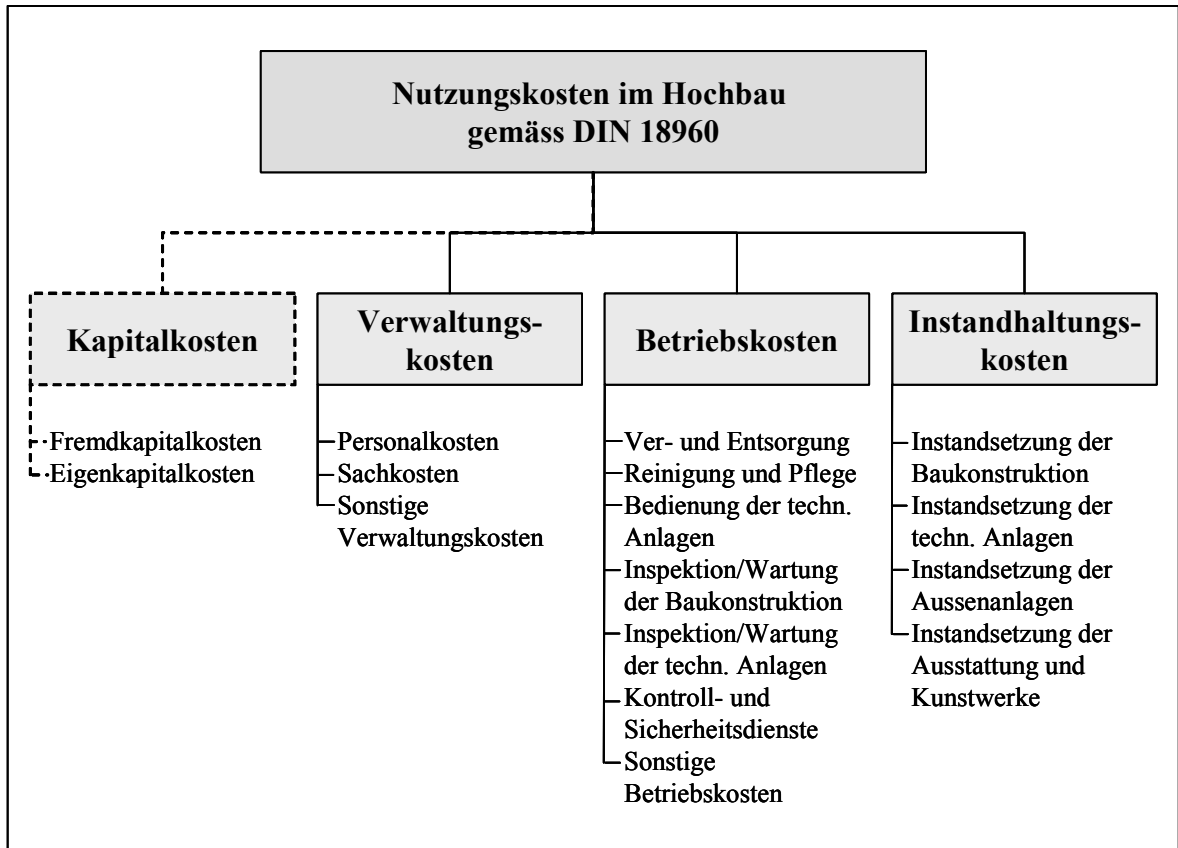 Nutzungskosten im Hochbau
gemäss DIN 18960
Kapitalkosten
Fremdkapitalkosten
Eigenkapitalkosten
Verwaltungs-
kosten
Personalkosten
Sachkosten
Sonstige
Verwaltungskosten
Betriebskosten
Ver- und Entsorgung
Reinigung und Pflege
Bedienung der techn.
Anlagen
Inspektion/Wartung
der Baukonstruktion
Inspektion/Wartung
der techn. Anlagen
Kontroll- und
Sicherheitsdienste
Sonstige
Betriebskosten
Instandhaltungs-
kosten
Instandsetzung der
Baukonstruktion
Instandsetzung der
techn. Anlagen
Instandsetzung der
Aussenanlagen
Instandsetzung der
Ausstattung und
Kunstwerke